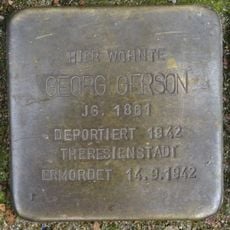 HIER WOHNTE
GEORG GERSON
JG. 1861
DEPORTIERT 1942
THERESIENSTADT
ERMORDET 14.9.1942